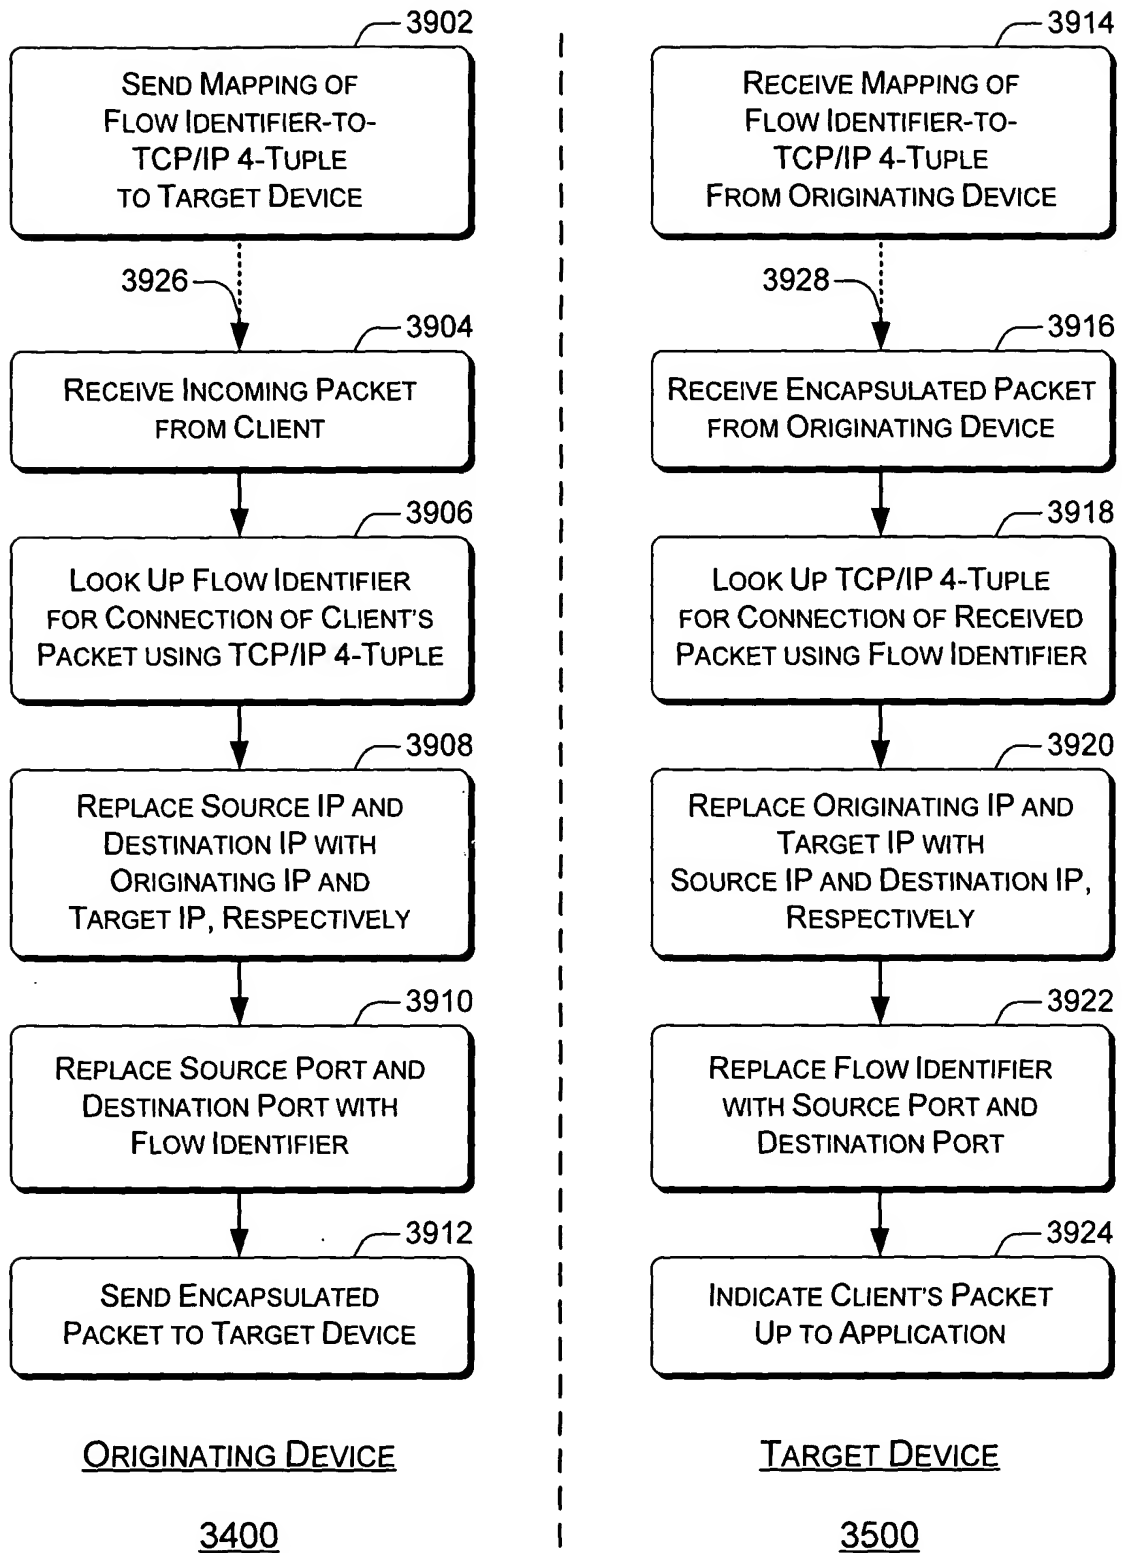 3902
SEND MAPPING OF
FLOW IDENTIFIER-TO-
TCP/IP 4-TUPLE
TO TARGET DEVICE
3926
3904
RECEIVE INCOMING PACKET
FROM CLIENT
3906
LOOK UP FLOW IDENTIFIER
FOR CONNECTION OF CLIENT'S
PACKET USING TCP/IP 4-TUPLE
3908
REPLACE SOURCE IP AND
DESTINATION IP WITH
ORIGINATING IP AND
TARGET IP, RESPECTIVELY
3910
REPLACE SOURCE PORT AND
DESTINATION PORT WITH
FLOW IDENTIFIER
3912
SEND ENCAPSULATED
PACKET TO TARGET DEVICE
ORIGINATING DEVICE
3400
3914
RECEIVE MAPPING OF
FLOW IDENTIFIER-TO-
TCP/IP 4-TUPLE
FROM ORIGINATING DEVICE
3928
3916
RECEIVE ENCAPSULATED PACKET
FROM ORIGINATING DEVICE
3918
LOOK UP TCP/IP 4-TUPLE
FOR CONNECTION OF RECEIVED
PACKET USING FLOW IDENTIFIER
3920
REPLACE ORIGINATING IP AND
TARGET IP WITH
SOURCE IP AND DESTINATION IP,
RESPECTIVELY
3922
REPLACE FLOW IDENTIFIER
WITH SOURCE PORT AND
DESTINATION PORT
3924
INDICATE CLIENT'S PACKET
UP TO APPLICATION
TARGET DEVICE
3500